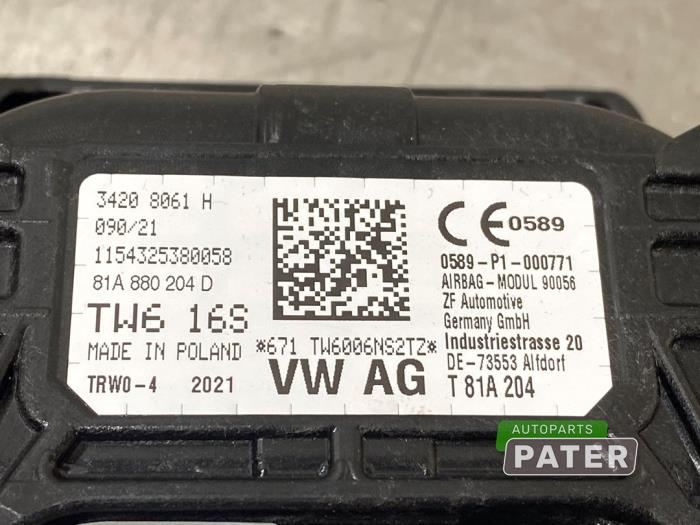 3420 8061 H
090/21
1154325380058
81A 880 204 D
TW6 16S
MADE IN POLAND
TRW0-4 2021
*671 TW6006NS2TZ*
VW AG
CE 0589
0589-P1-000771
AIRBAG-MODUL 90056
ZF Automotive
Germany GmbH
Industriestrasse 20
DE-73553 Alfdorf
T 81A 204
AUTOPARTS
PATER